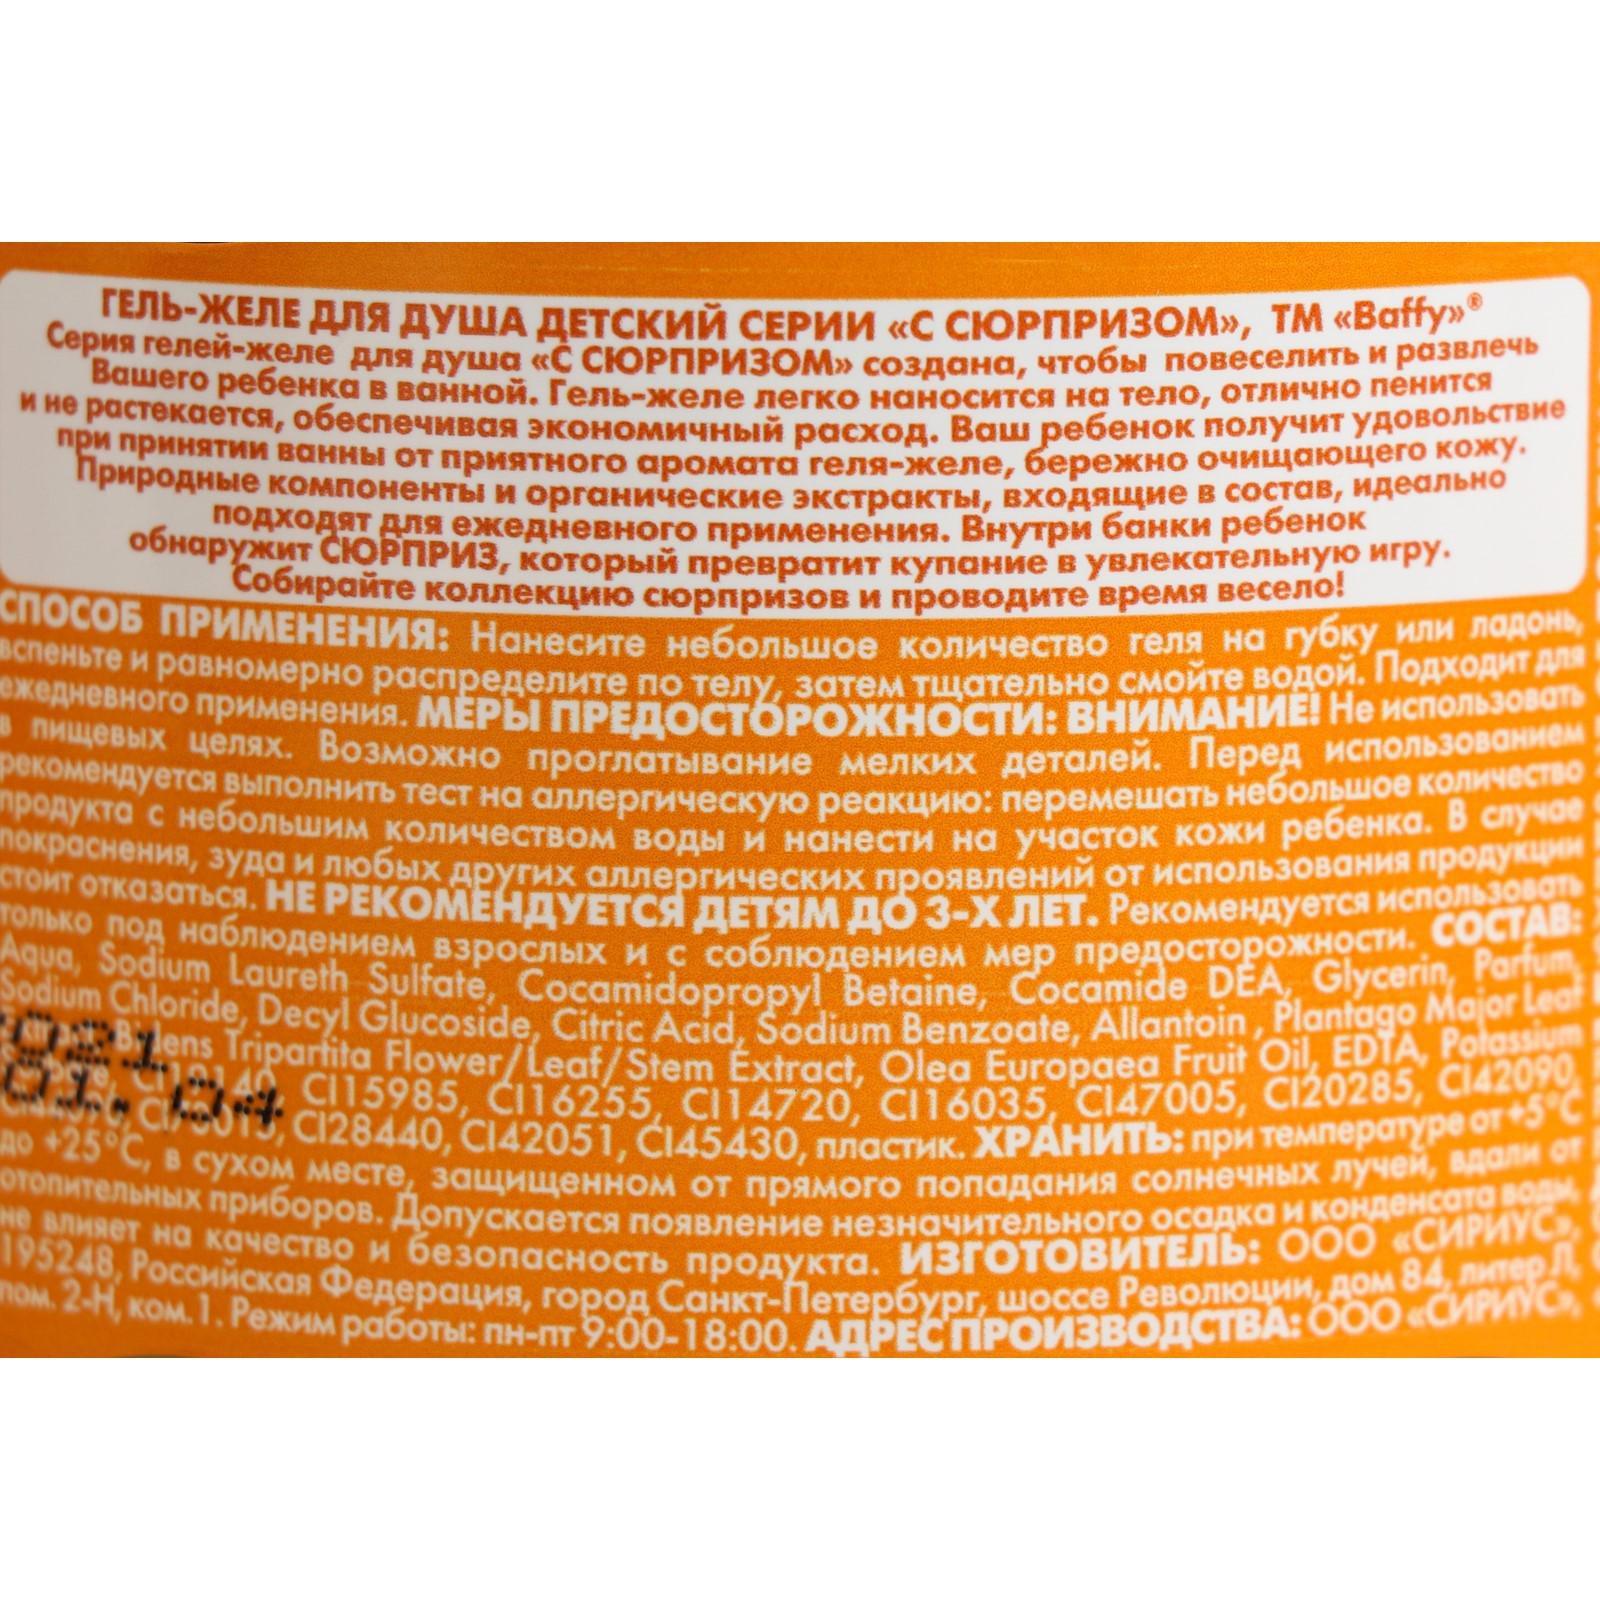 ГЕЛЬ-ЖЕЛЕ ДЛЯ ДУША ДЕТСКИЙ СЕРИИ «С СЮРПРИЗОМ», ТМ «Baffy»®
Серия гелей-желе для душа «С СЮРПРИЗОМ» создана, чтобы повеселить и развлечь
Вашего ребенка в ванной. Гель-желе легко наносится на тело, отлично пенится
и не растекается, обеспечивая экономичный расход. Ваш ребенок получит удовольствие
при принятии ванны от приятного аромата геля-желе, бережно очищающего кожу.
Природные компоненты и органические экстракты, входящие в состав, идеально
подходят для ежедневного применения. Внутри банки ребенок
обнаружит СЮРПРИЗ, который превратит купание в увлекательную игру.
Собирайте коллекцию сюрпризов и проводите время весело!
СПОСОБ ПРИМЕНЕНИЯ: Нанесите небольшое количество геля на губку или ладонь,
вспеньте и равномерно распределите по телу, затем тщательно смойте водой. Подходит для
ежедневного применения. МЕРЫ ПРЕДОСТОРОЖНОСТИ: ВНИМАНИЕ! Не использовать
в пищевых целях. Возможно проглатывание мелких деталей. Перед использованием
рекомендуется выполнить тест на аллергическую реакцию: перемешать небольшое количество
продукта с небольшим количеством воды и нанести на участок кожи ребенка. В случае
покраснения, зуда и любых других аллергических проявлений от использования продукции
стоит отказаться. НЕ РЕКОМЕНДУЕТСЯ ДЕТЯМ ДО 3-Х ЛЕТ. Рекомендуется использовать
только под наблюдением взрослых и с соблюдением мер предосторожности. СОСТАВ:
Aqua, Sodium Laureth Sulfate, Cocamidopropyl Betaine, Cocamide DEA, Glycerin, Parfum,
Sodium Chloride, Decyl Glucoside, Citric Acid, Sodium Benzoate, Allantoin, Plantago Major Leaf
Tripartita Flower/Leaf/Stem Extract, Olea Europaea Fruit Oil, EDTA, Potassium
CI15985, CI16255, CI14720, CI16035, CI47005, CI20285, CI42090,
CI28440, CI42051, CI45430, пластик. ХРАНИТЬ: при температуре от +5°С
до +25°С, в сухом месте, защищенном от прямого попадания солнечных лучей, вдали от
отопительных приборов. Допускается появление незначительного осадка и конденсата воды,
не влияет на качество и безопасность продукта. ИЗГОТОВИТЕЛЬ: ООО «СИРИУС»,
195248, Российская Федерация, город Санкт-Петербург, шоссе Революции, дом 84, литер Л,
пом. 2-Н, ком.1. Режим работы: пн-пт 9:00-18:00. АДРЕС ПРОИЗВОДСТВА: ООО «СИРИУС»,